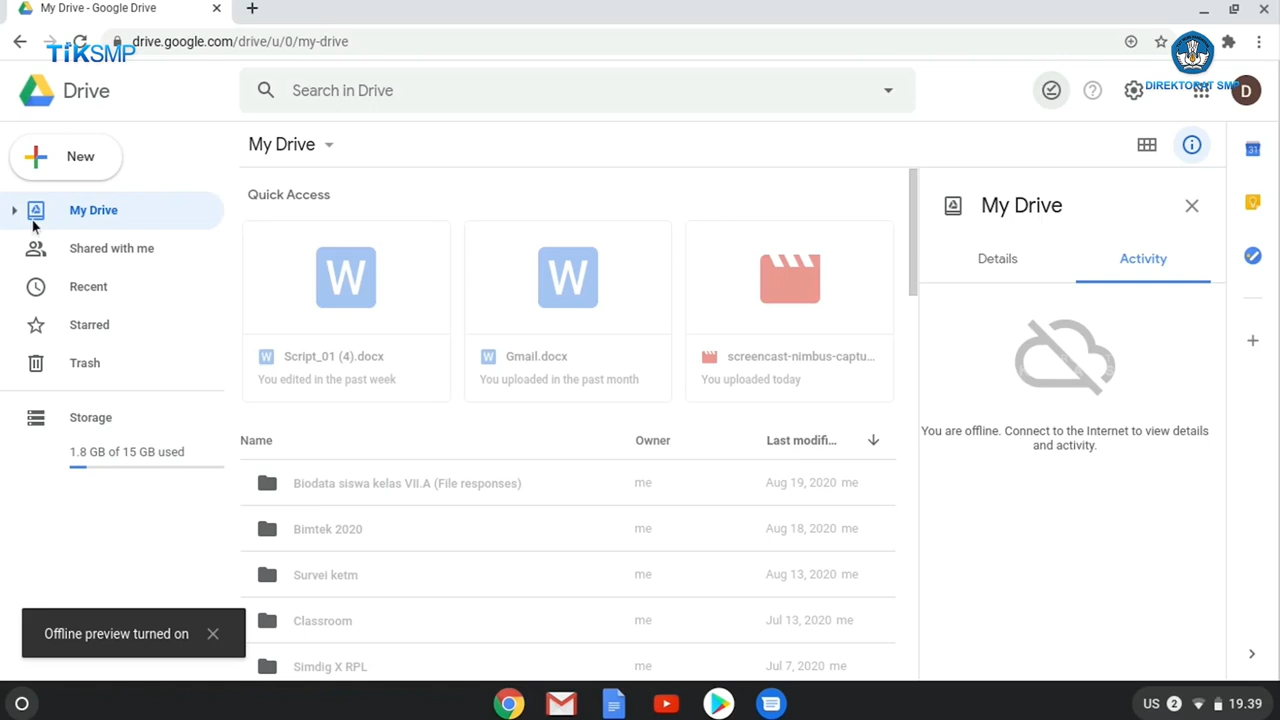 My Drive - Google Drive
drive.google.com/drive/u/0/my-drive
TiKSMP
DIREKTORAT SMP
Drive
Search in Drive
D
New
My Drive
Shared with me
Recent
Starred
Trash
Storage
1.8 GB of 15 GB used
My Drive
Quick Access
W
W
W Script_01 (4).docx
You edited in the past week
W Gmail.docx
You uploaded in the past month
screencast-nimbus-captu...
You uploaded today
Name Owner Last modifi...
Biodata siswa kelas VII.A (File responses) me Aug 19, 2020 me
Bimtek 2020 me Aug 18, 2020 me
Survei ketm me Aug 13, 2020 me
Classroom me Jul 13, 2020 me
Simdig X RPL me Jul 7, 2020 me
My Drive
Details Activity
You are offline. Connect to the Internet to view details
and activity.
31
Offline preview turned on
US 2 19.39